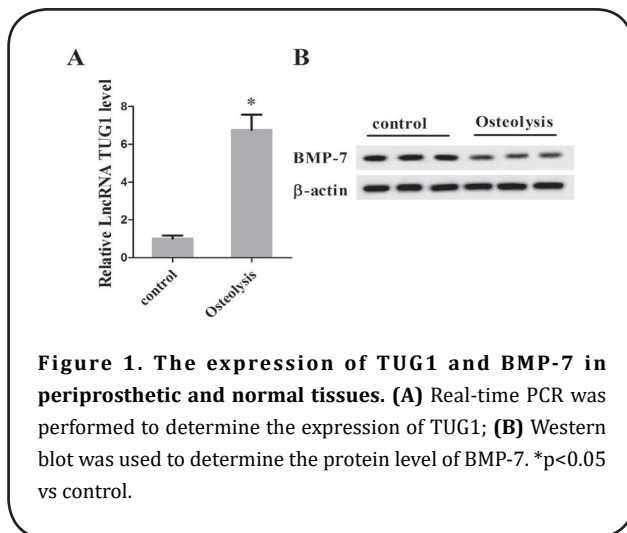 A
B
Relative LncRNA TUG1 level
8
6
4
2
0
*
control
Osteolysis
control Osteolysis
BMP-7
β-actin
Figure 1. The expression of TUG1 and BMP-7 in
periprosthetic and normal tissues. (A) Real-time PCR was
performed to determine the expression of TUG1; (B) Western
blot was used to determine the protein level of BMP-7. *p<0.05
vs control.